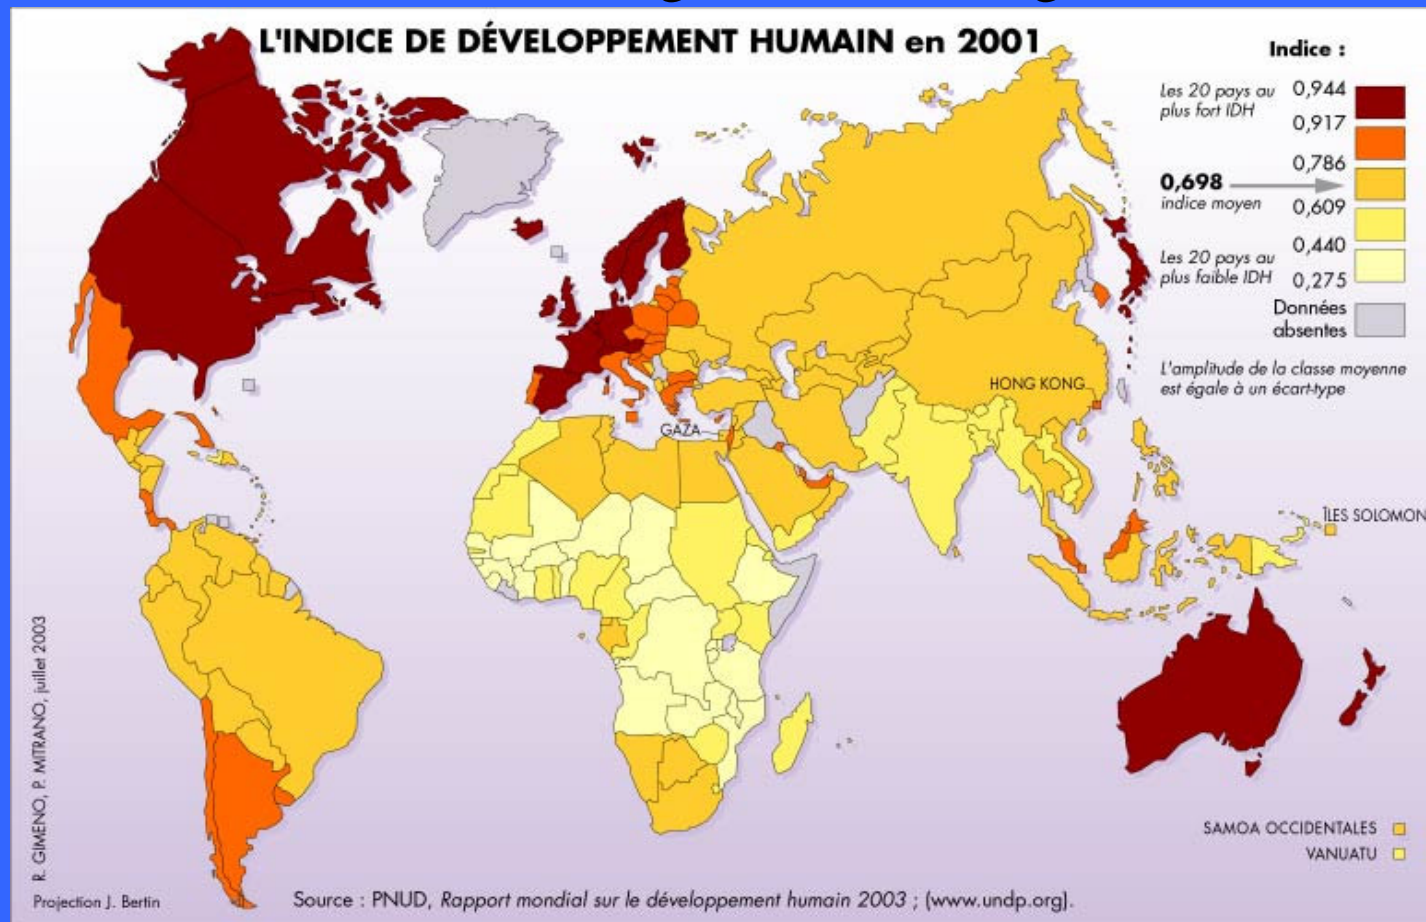 L'INDICE DE DÉVELOPPEMENT HUMAIN en 2001
Indice :
Les 20 pays au
plus fort IDH
0,944
0,917
0,786
0,698
indice moyen
0,609
0,440
Les 20 pays au
plus faible IDH
0,275
Données
absentes
L'amplitude de la classe moyenne
est égale à un écart-type
HONG KONG
GAZA
ÎLES SOLOMON
SAMOA OCCIDENTALES
VANUATU
R. GIMENO, P. MITRANO, juillet 2003
Projection J. Bertin
Source : PNUD, Rapport mondial sur le développement humain 2003 ; (www.undp.org).